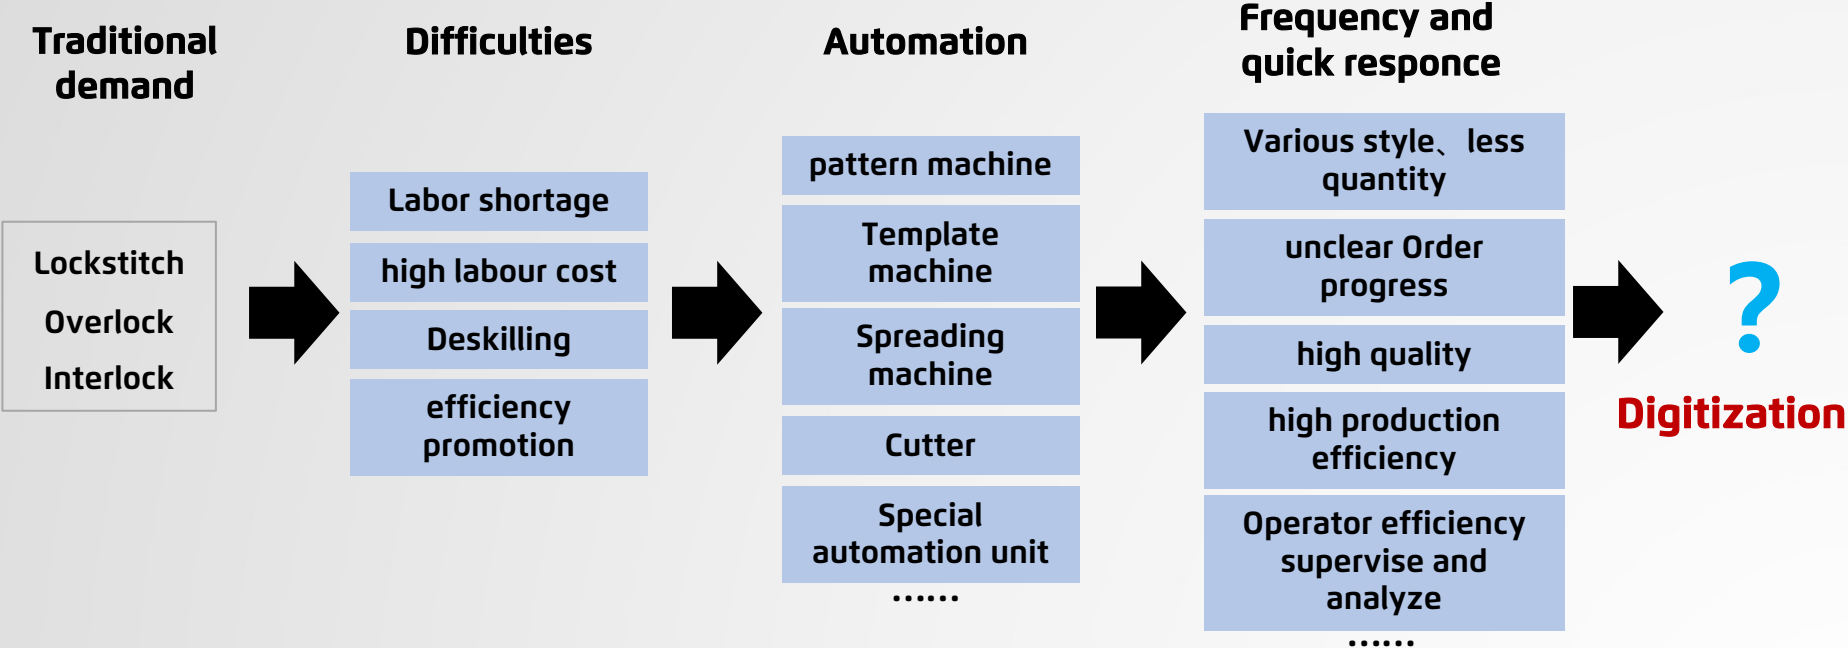 Traditional
demand
Lockstitch
Overlock
Interlock
Difficulties
Labor shortage
high labour cost
Deskilling
efficiency
promotion
Automation
pattern machine
Template
machine
Spreading
machine
Cutter
Special
automation unit
......
Frequency and
quick responce
Various style、less
quantity
unclear Order
progress
high quality
high production
efficiency
Operator efficiency
supervise and
analyze
......
?
Digitization